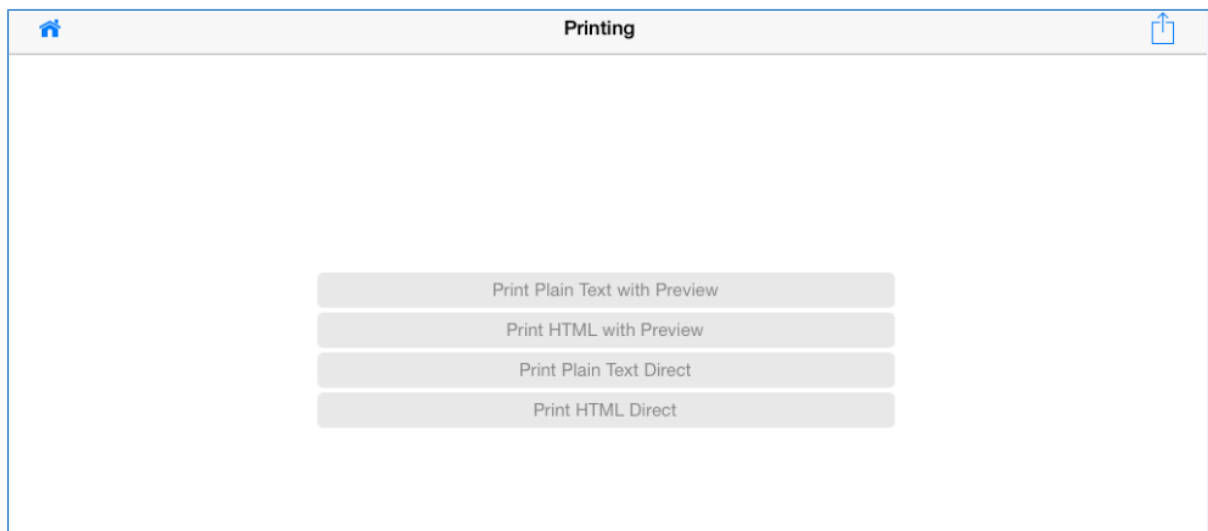 Printing
Print Plain Text with Preview
Print HTML with Preview
Print Plain Text Direct
Print HTML Direct